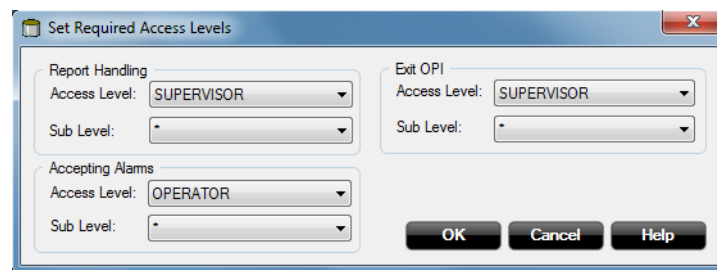 Set Required Access Levels
Report Handling
Access Level: SUPERVISOR
Sub Level: *
Accepting Alarms
Access Level: OPERATOR
Sub Level: *
Exit OPI
Access Level: SUPERVISOR
Sub Level: *
OK Cancel Help